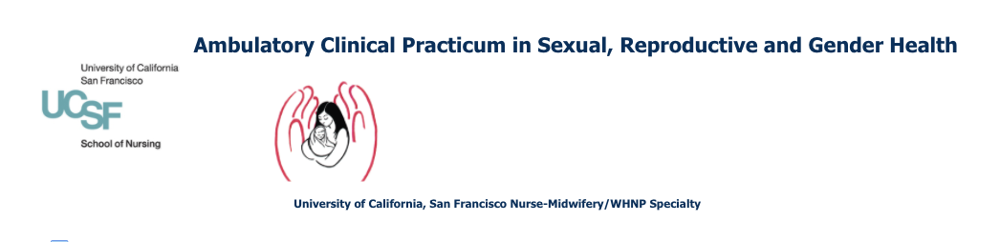 Ambulatory Clinical Practicum in Sexual, Reproductive and Gender Health
University of California
San Francisco
UCSF
School of Nursing
University of California, San Francisco Nurse-Midwifery/WHNP Specialty